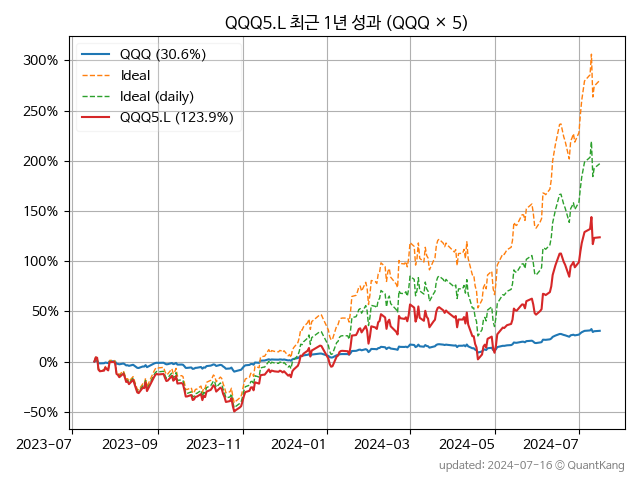 QQQ5.L 최근 1년 성과 (QQQ × 5)
QQQ (30.6%)
Ideal
Ideal (daily)
QQQ5.L (123.9%)
300%
250%
200%
150%
100%
50%
0%
−50%
2023-07 2023-09 2023-11 2024-01 2024-03 2024-05 2024-07
updated: 2024-07-16 © QuantKang